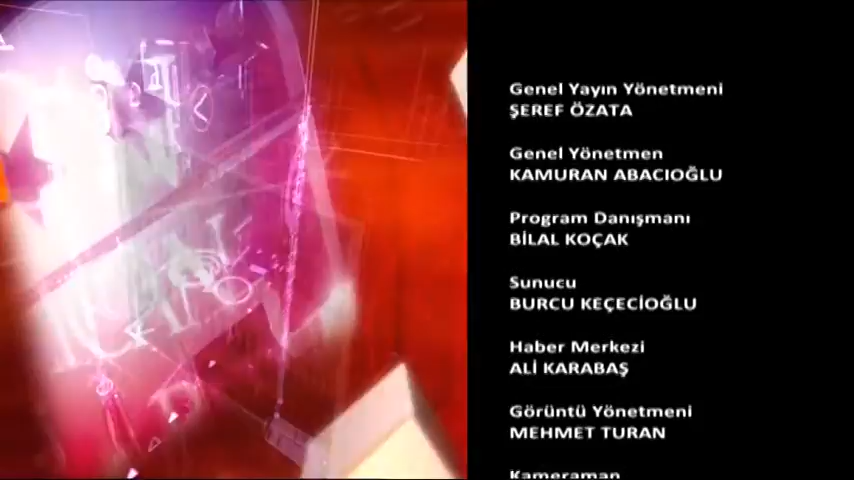 Genel Yayın Yönetmeni
ŞEREF ÖZATA
Genel Yönetmen
KAMURAN ABACIOĞLU
Program Danışmanı
BİLAL KOÇAK
Sunucu
BURCU KEÇECİOĞLU
Haber Merkezi
ALİ KARABAŞ
Görüntü Yönetmeni
MEHMET TURAN
Kameraman